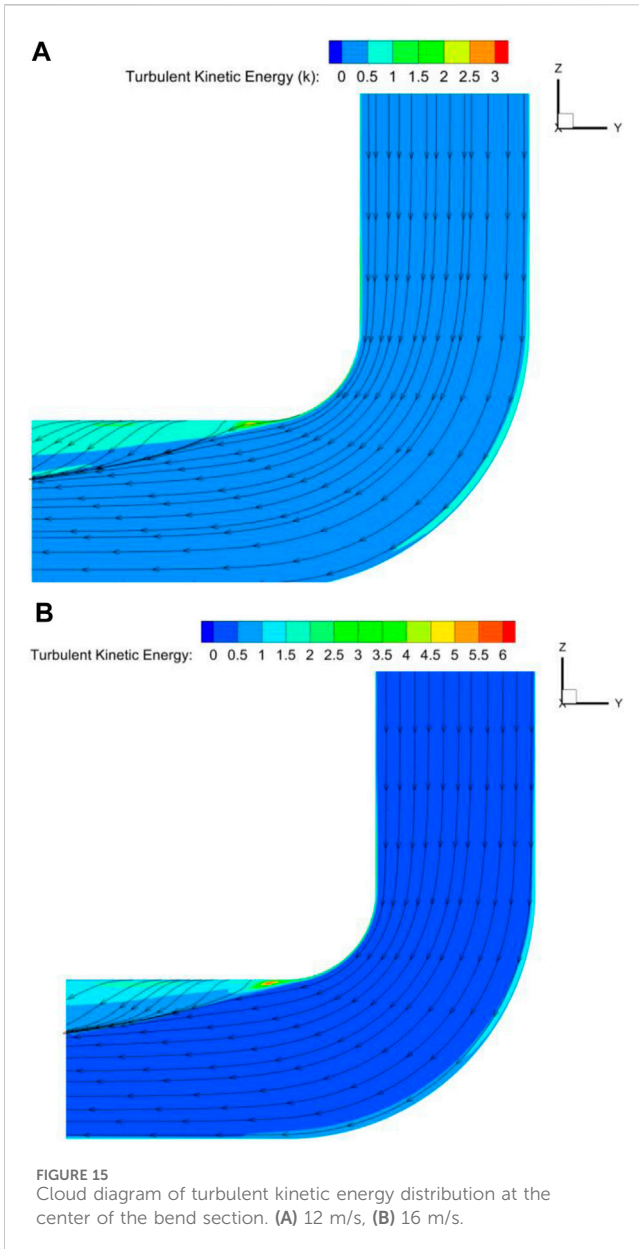 A
Turbulent Kinetic Energy (k): 0 0.5 1 1.5 2 2.5 3
Z
X Y
B
Turbulent Kinetic Energy: 0 0.5 1 1.5 2 2.5 3 3.5 4 4.5 5 5.5 6
Z
X Y
FIGURE 15
Cloud diagram of turbulent kinetic energy distribution at the
center of the bend section. (A) 12 m/s, (B) 16 m/s.